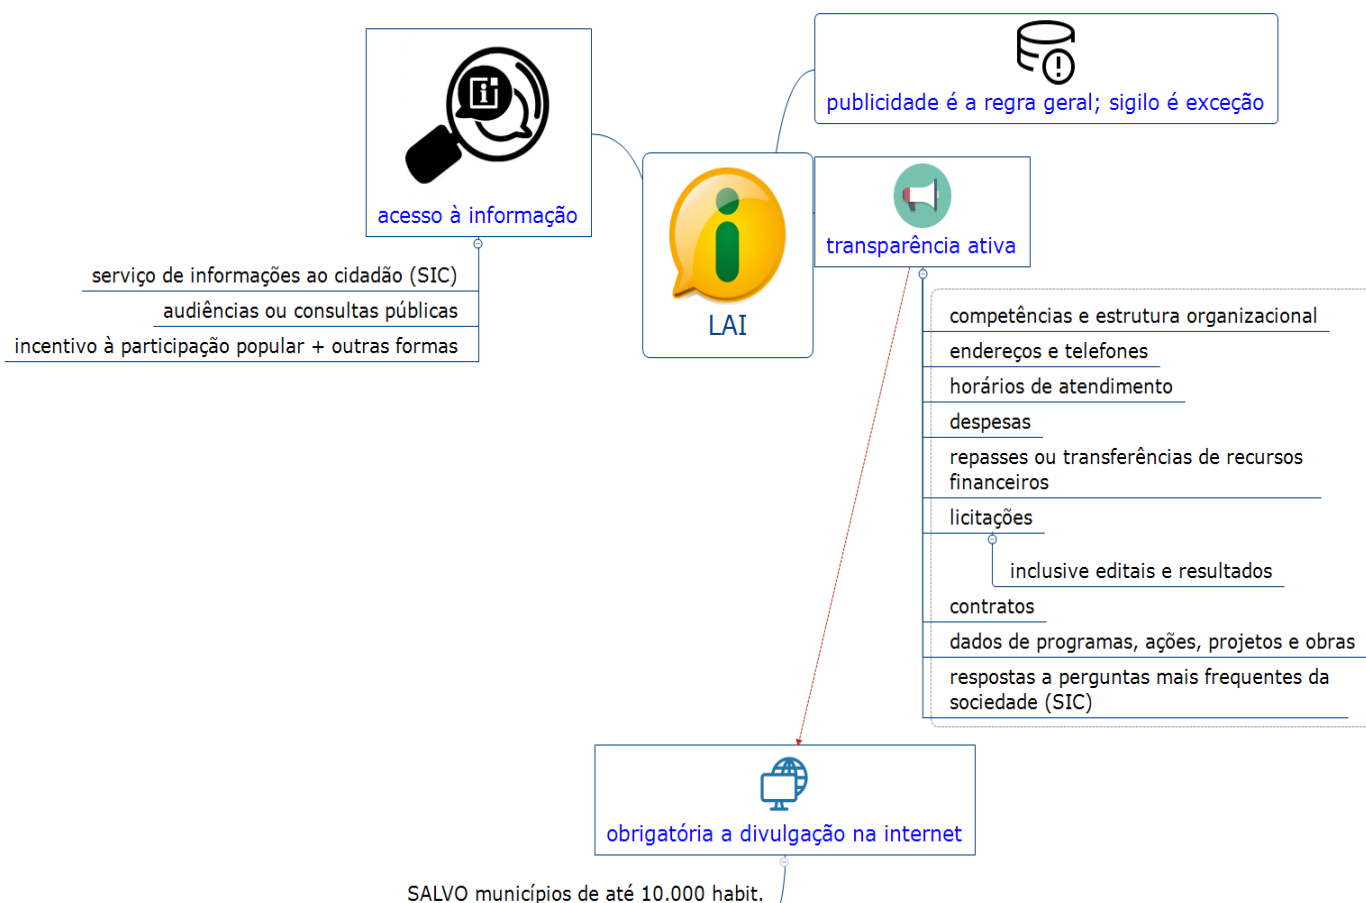 publicidade é a regra geral; sigilo é exceção
acesso à informação
serviço de informações ao cidadão (SIC)
audiências ou consultas públicas
incentivo à participação popular + outras formas
LAI
transparência ativa
competências e estrutura organizacional
endereços e telefones
horários de atendimento
despesas
repasses ou transferências de recursos
financeiros
licitações
inclusive editais e resultados
contratos
dados de programas, ações, projetos e obras
respostas a perguntas mais frequentes da
sociedade (SIC)
obrigatória a divulgação na internet
SALVO municípios de até 10.000 habit.